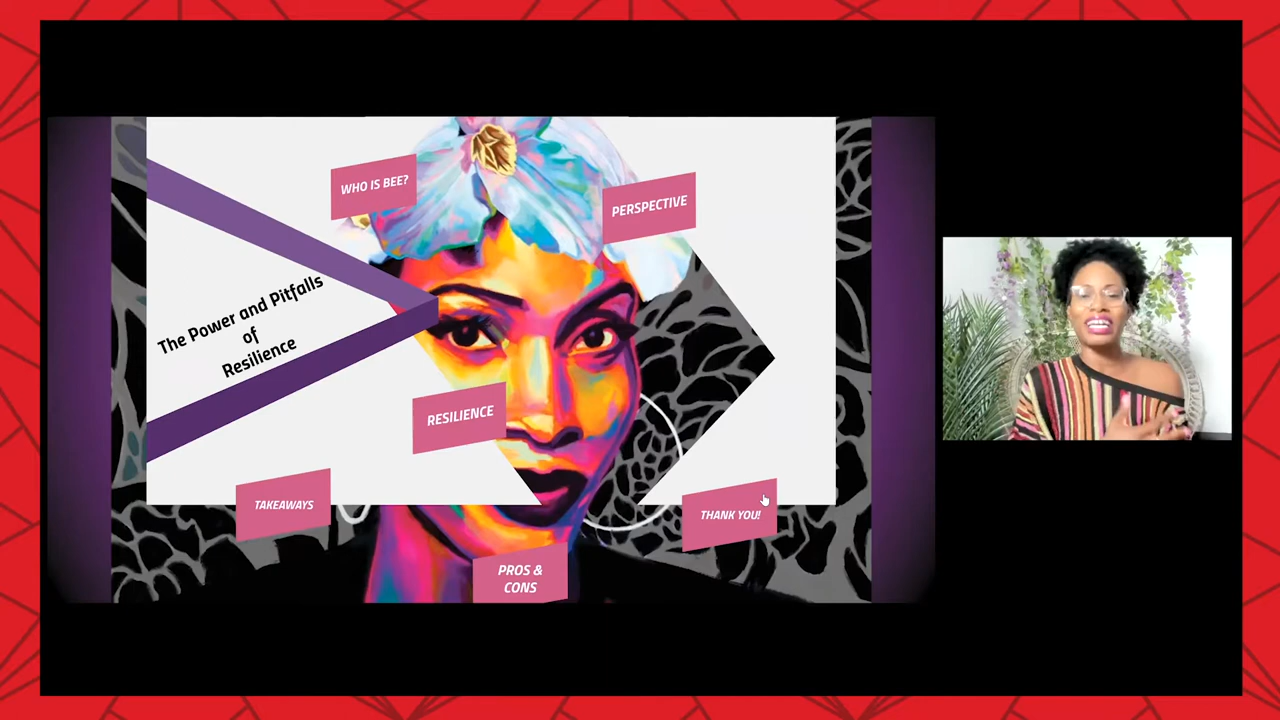 WHO IS BEE?
PERSPECTIVE
The Power and Pitfalls
of
Resilience
RESILIENCE
TAKEAWAYS
THANK YOU!
PROS &
CONS